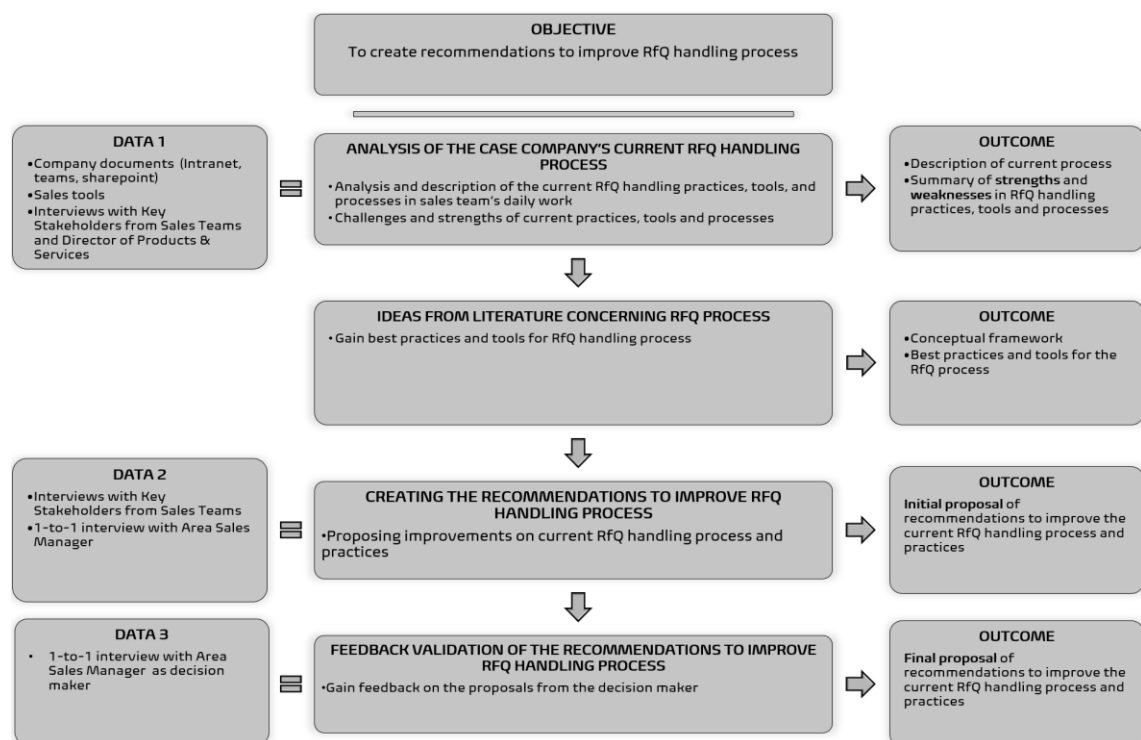 OBJECTIVE
To create recommendations to improve RfQ handling process
DATA 1
•Company documents (Intranet,
teams, sharepoint)
•Sales tools
•Interviews with Key
Stakeholders from Sales Teams
and Director of Products &
Services
ANALYSIS OF THE CASE COMPANY'S CURRENT RFQ HANDLING
PROCESS
• Analysis and description of the current RfQ handling practices, tools, and
processes in sales team's daily work
• Challenges and strengths of current practices, tools and processes
OUTCOME
•Description of current process
•Summary of strengths and
weaknesses in RfQ handling
practices, tools and processes
IDEAS FROM LITERATURE CONCERNING RFQ PROCESS
• Gain best practices and tools for RfQ handling process
OUTCOME
•Conceptual framework
•Best practices and tools for the
RfQ process
DATA 2
•Interviews with Key
Stakeholders from Sales Teams
•1-to-1 interview with Area Sales
Manager
CREATING THE RECOMMENDATIONS TO IMPROVE RFQ
HANDLING PROCESS
•Proposing improvements on current RfQ handling process and
practices
OUTCOME
Initial proposal of
recommendations to improve the
current RfQ handling process and
practices
DATA 3
• 1-to-1 interview with Area
Sales Manager as decision
maker
FEEDBACK VALIDATION OF THE RECOMMENDATIONS TO IMPROVE
RFQ HANDLING PROCESS
•Gain feedback on the proposals from the decision maker
OUTCOME
Final proposal of
recommendations to improve the
current RfQ handling process and
practices